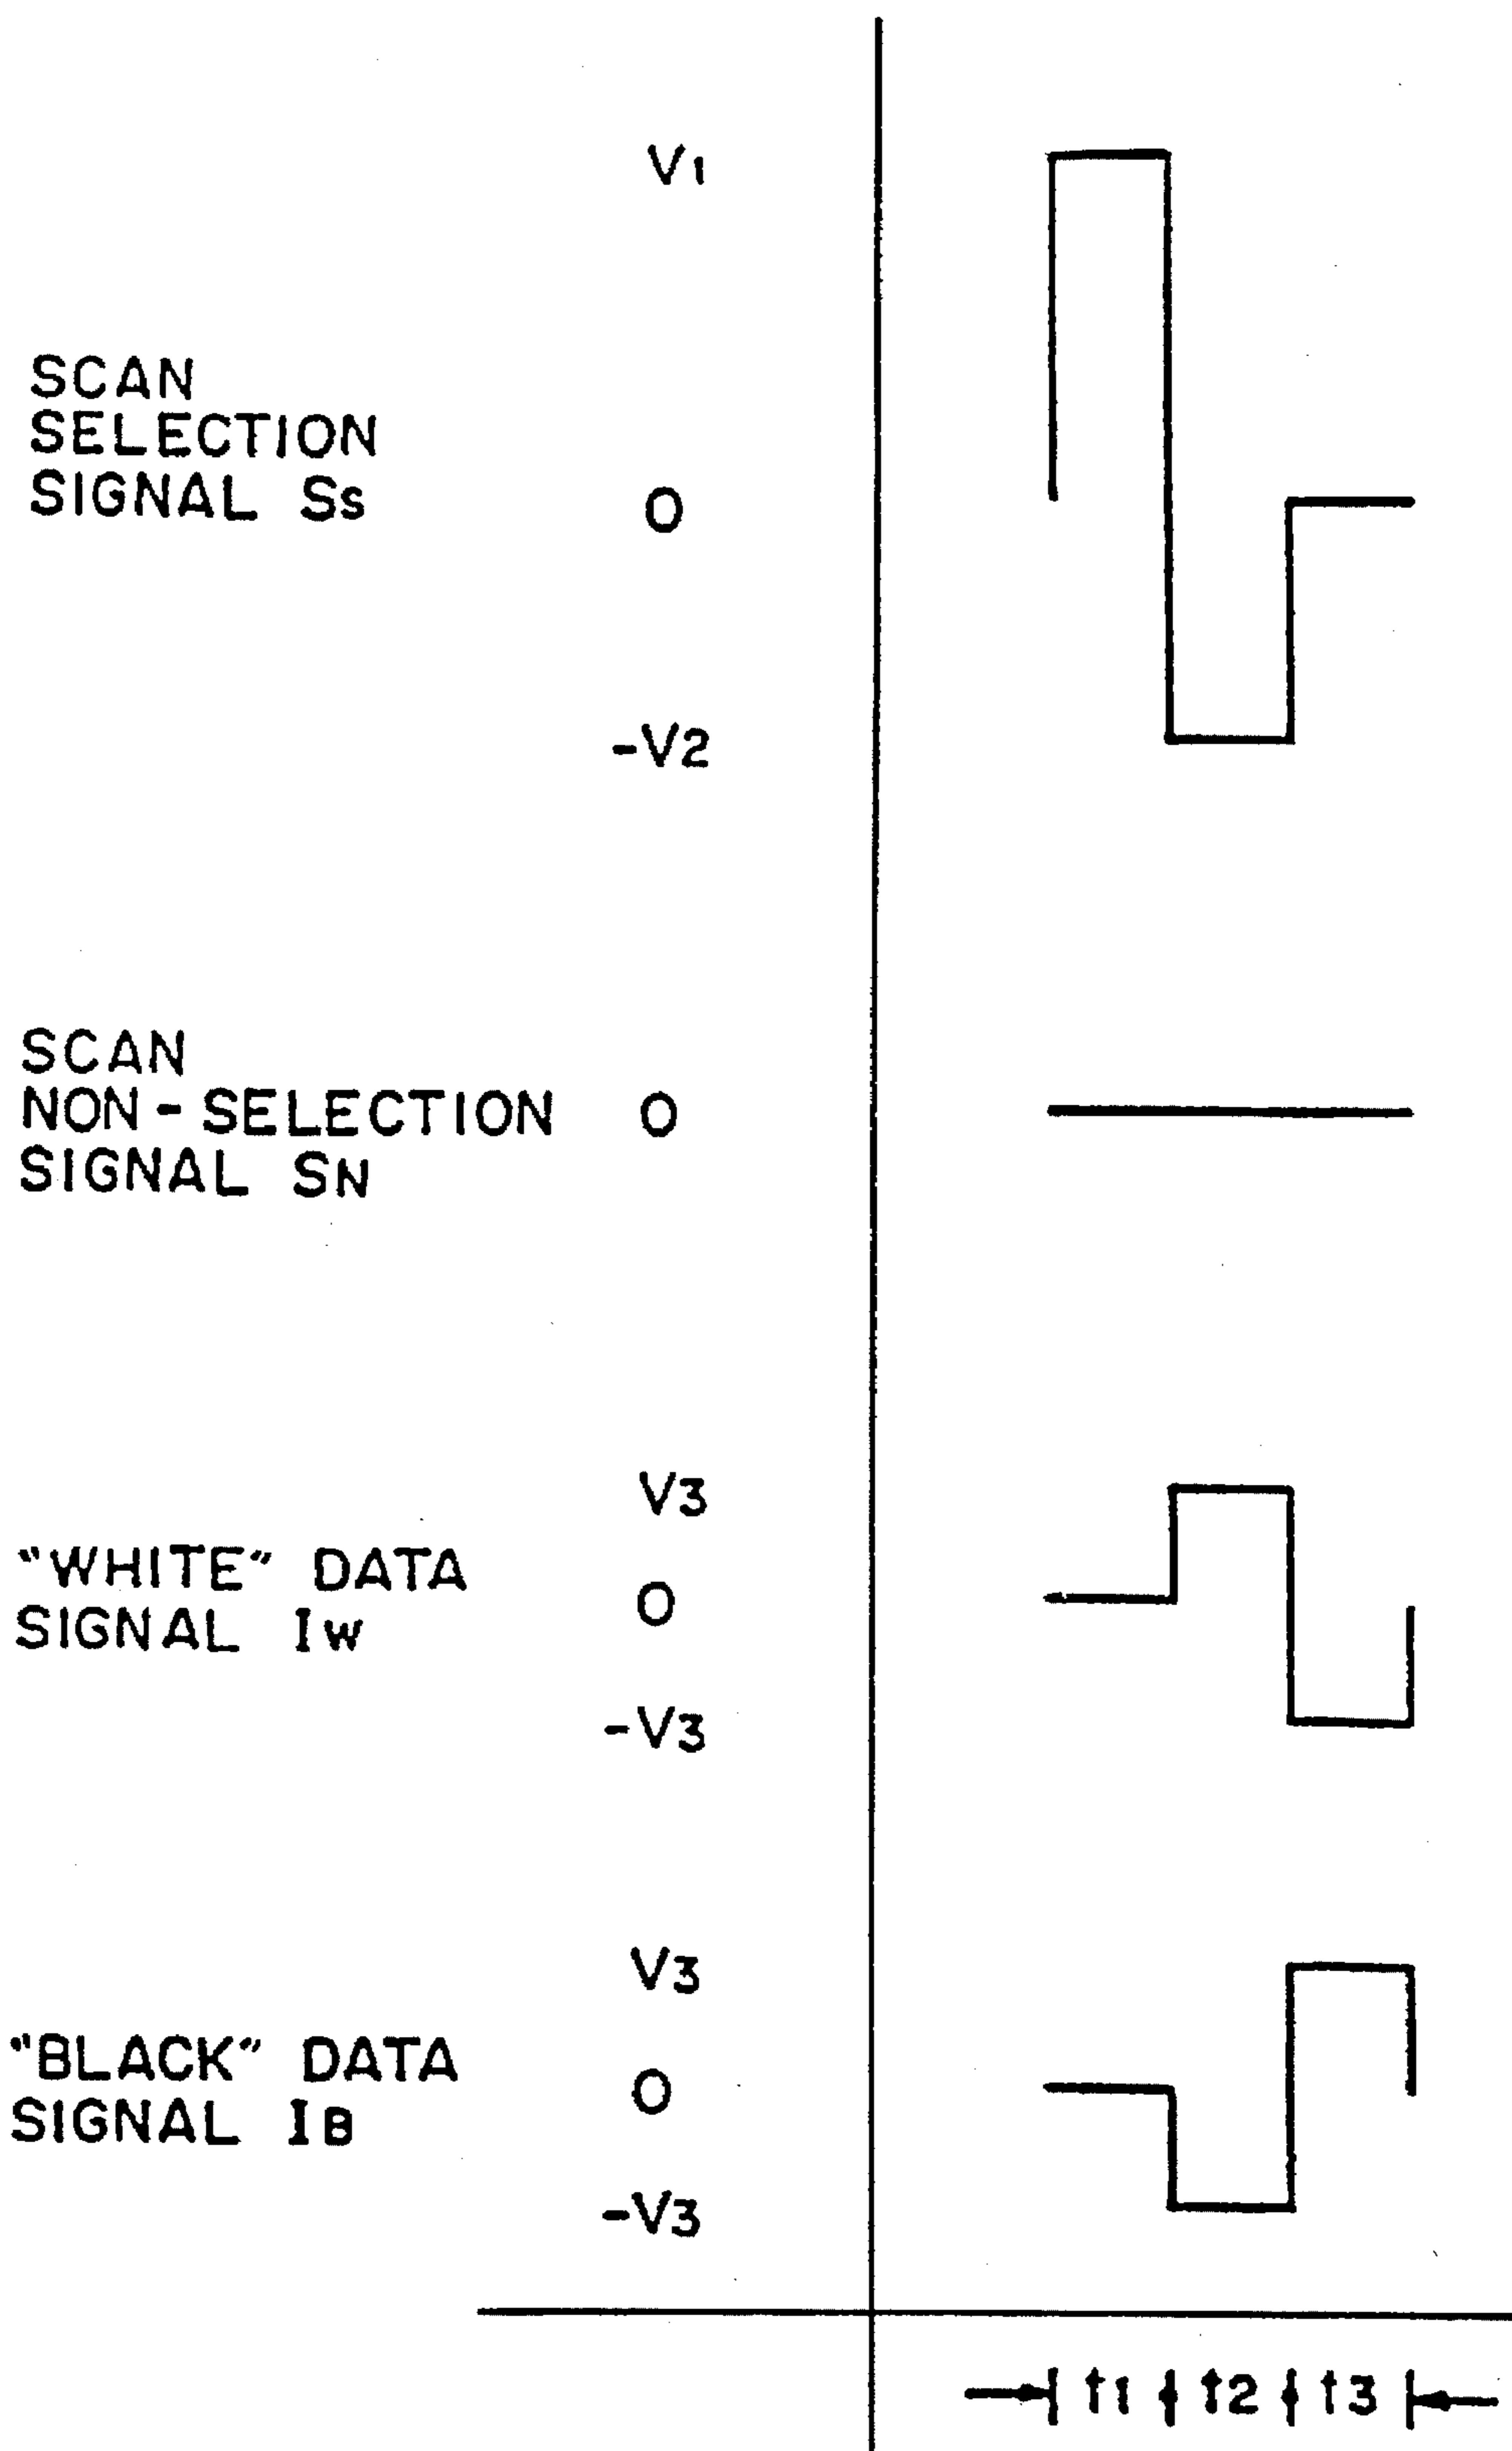 V1
SCAN
SELECTION
SIGNAL Ss
0
-V2
SCAN
NON-SELECTION 0
SIGNAL SN
V3
"WHITE" DATA
SIGNAL IW
0
-V3
V3
"BLACK" DATA
SIGNAL IB
0
-V3
t1 t2 t3